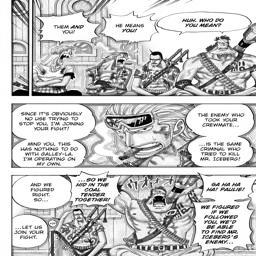 THEM AND
YOU!
HE MEANS
YOU!
HUH. WHO DO
YOU MEAN?
SINCE IT'S OBVIOUSLY
NO USE TRYING TO
STOP YOU, I'M JOINING
YOUR FIGHT!
MIND YOU, THIS
HAS NOTHING TO DO
WITH GALLEY-LA.
I'M OPERATING ON
MY OWN.
THE ENEMY WHO
TOOK YOUR
CREWMATE...
...IS THE SAME
CRIMINAL WHO
TRIED TO KILL
MR. ICEBERG!
AND WE
FIGURED
RIGHT,
SO...
...LET US
JOIN YOUR
FIGHT.
...SO WE
HID IN THE
COAL
TENDER
TOGETHER!
GA HA HE
HA! PAULIE!
WE FIGURED
IF WE
FOLLOWED YOU,
WE'D BE
ABLE TO FIND
MR. ICEBERG'S
ENEMY...